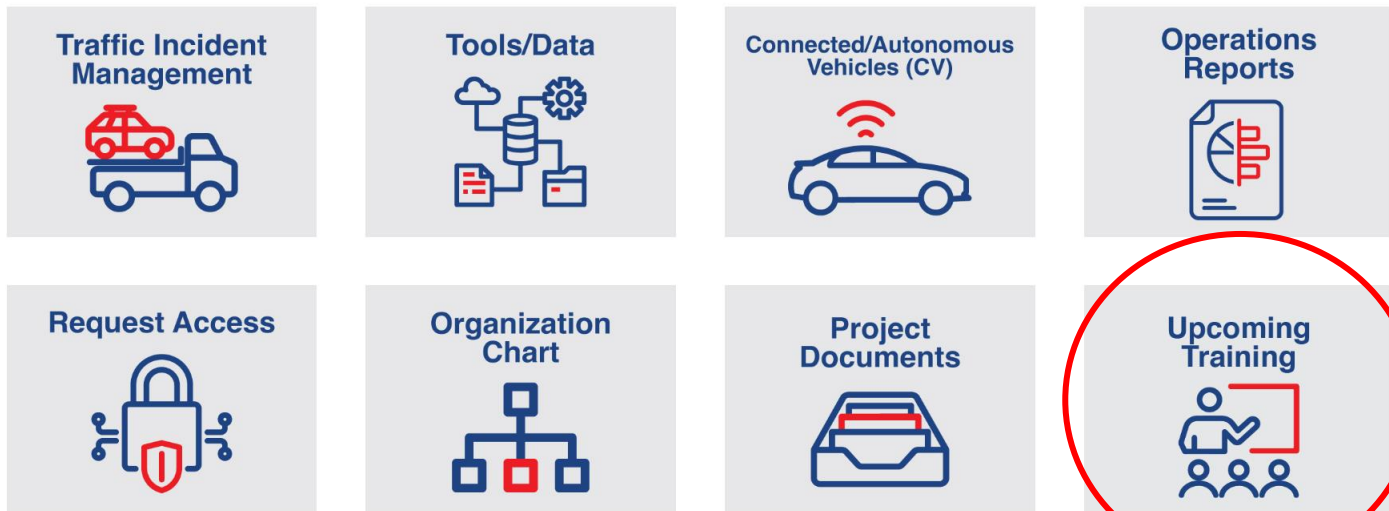 Traffic Incident
Management
Tools/Data
Connected/Autonomous
Vehicles (CV)
Operations
Reports
Request Access
Organization
Chart
Project
Documents
Upcoming
Training